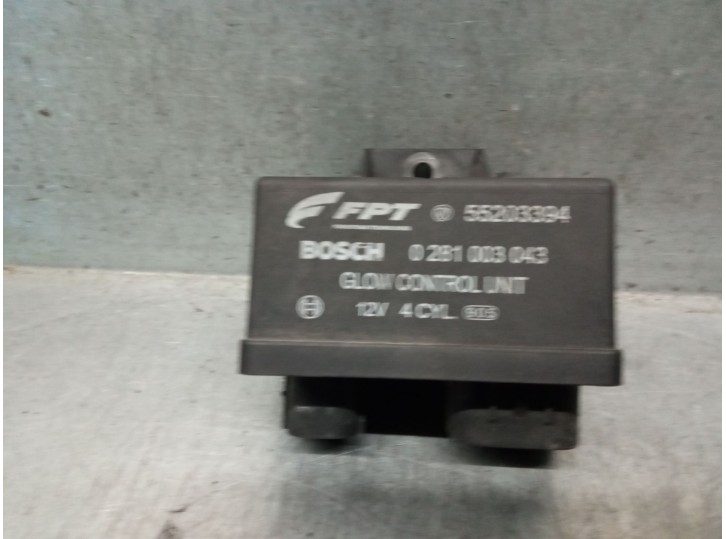 FPT 55203394
BOSCH 0 281 003 043
GLOW CONTROL UNIT
12V 4 CYL.